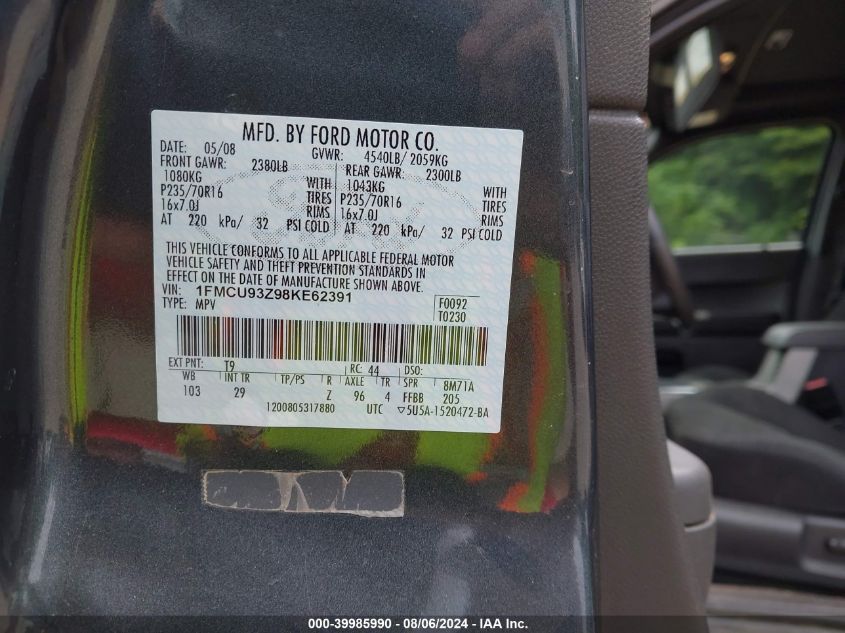 MFD. BY FORD MOTOR CO.
DATE: 05/08 GVWR: 4540LB/ 2059KG
FRONT GAWR: 2380LB REAR GAWR: 2300LB
1080KG WITH 1043KG WITH
P235/70R16 TIRES P235/70R16 TIRES
16x7.0J RIMS 16x7.0J RIMS
AT 220 kPa/ 32 PSI COLD AT 220 kPa/ 32 PSI COLD
THIS VEHICLE CONFORMS TO ALL APPLICABLE FEDERAL MOTOR
VEHICLE SAFETY AND THEFT PREVENTION STANDARDS IN
EFFECT ON THE DATE OF MANUFACTURE SHOWN ABOVE.
VIN: 1FMCU93Z98KE62391 F0092
TYPE: MPV T0230
EXT PNT: T9 RC: 44 DSO:
WB INT TR TP/PS R AXLE TR SPR 8M71A
103 29 Z 96 4 FFBB 205
1200805317880 UTC ▽5U5A-1520472-BA
000-39985990 - 08/06/2024 - IAA Inc.